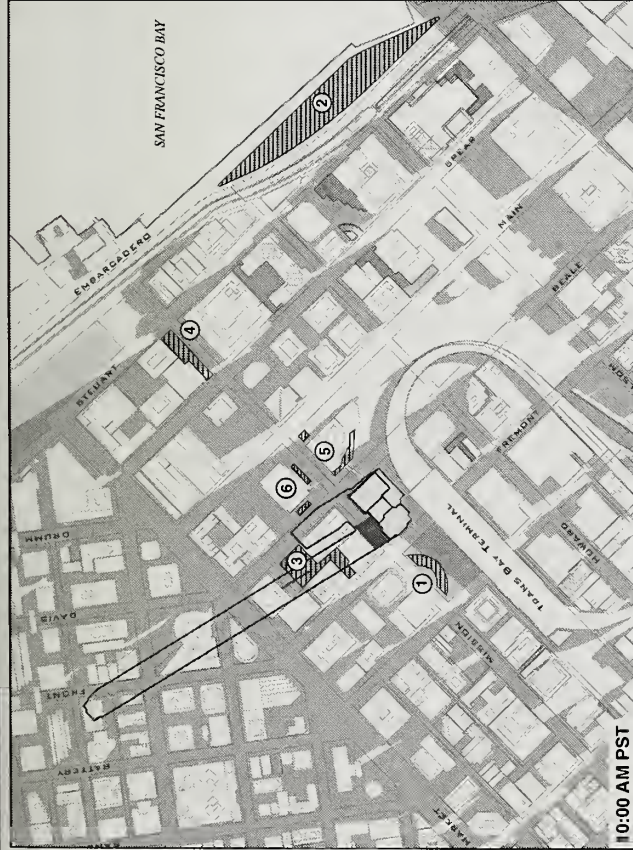 SAN FRANCISCO BAY
2
EMBARCADERO
4
STEUART
SPEAR
MAIN
BEALE
5
6
FREMONT
DRUMM
3
1
TRANS BAY TERMINAL
HOWARD
DAVIS
MISSION
FRONT
BATTERY
MARKET
10:00 AM PST